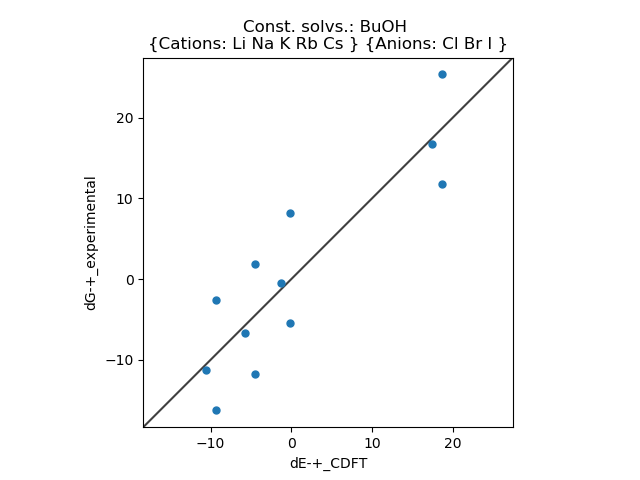 Const. solvs.: BuOH
{Cations: Li Na K Rb Cs } {Anions: Cl Br I }
dG-+_experimental
20
10
0
−10
−10 0 10 20
dE-+_CDFT